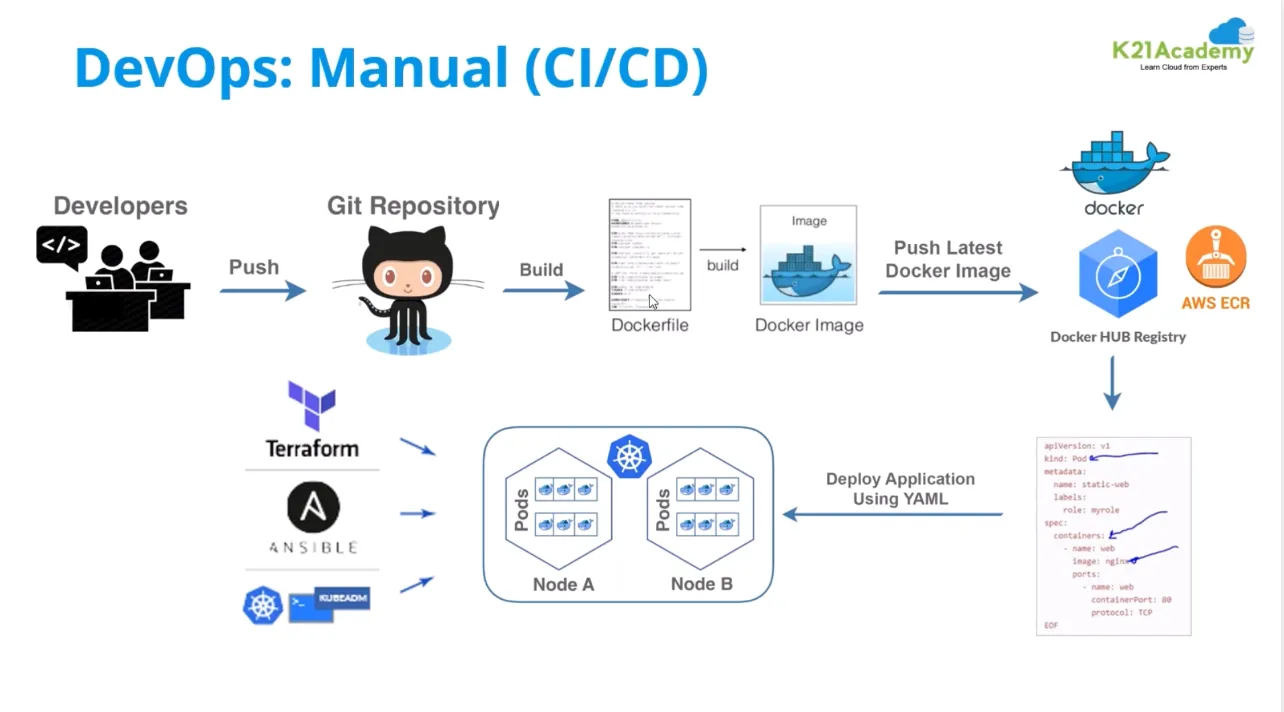 DevOps: Manual (CI/CD)
K21Academy
Learn Cloud from Experts
Developers
</>
Push
Git Repository
Build
Dockerfile
build
Image
Docker Image
Push Latest
Docker Image
docker
AWS ECR
Docker HUB Registry
apiVersion: v1
kind: Pod
metadata:
name: static-web
labels:
role: myrole
spec:
containers:
- name: web
image: nginx
ports:
- name: web
containerPort: 80
protocol: TCP
EOF
Deploy Application
Using YAML
Pods
Node A
Pods
Node B
Terraform
A
ANSIBLE
>_
KUBEADM